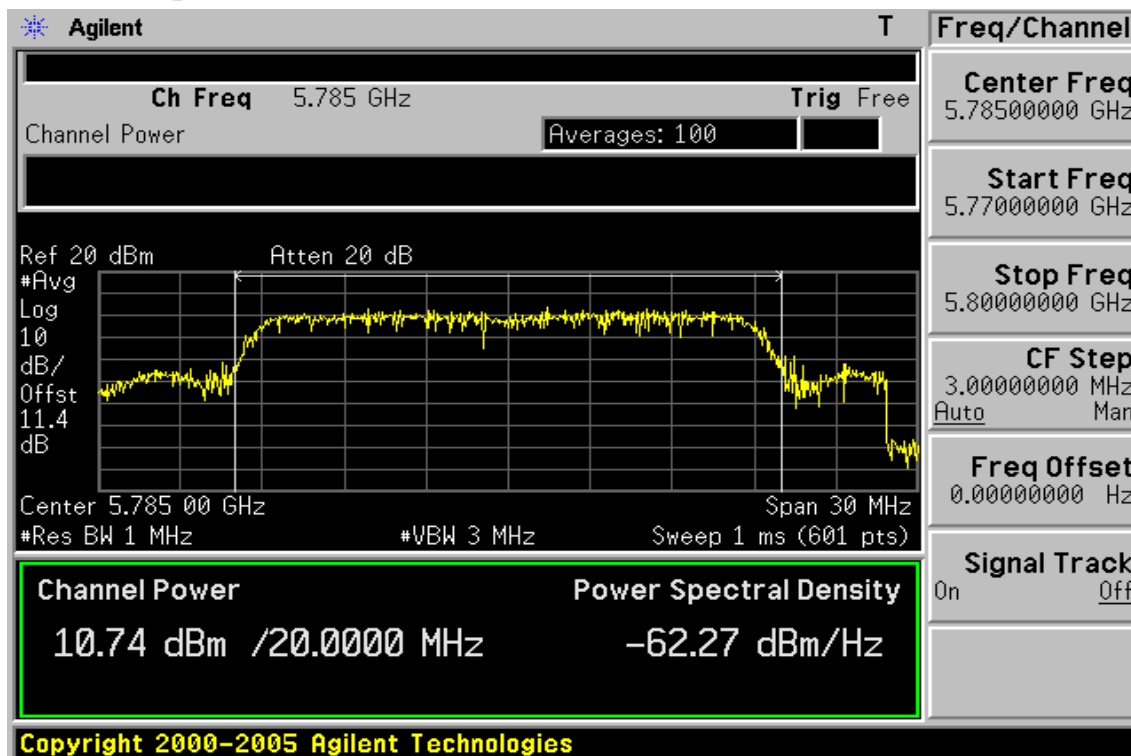 Agilent T Freq/Channel
Ch Freq 5.785 GHz Trig Free
Channel Power Averages: 100
Ref 20 dBm Atten 20 dB
#Avg
Log
10
dB/
Offst
11.4
dB
Center 5.785 00 GHz Span 30 MHz
#Res BW 1 MHz #VBW 3 MHz Sweep 1 ms (601 pts)
Channel Power Power Spectral Density
10.74 dBm /20.0000 MHz -62.27 dBm/Hz
Center Freq
5.78500000 GHz
Start Freq
5.77000000 GHz
Stop Freq
5.80000000 GHz
CF Step
3.00000000 MHz
Auto Man
Freq Offset
0.00000000 Hz
Signal Track
On Off
Copyright 2000-2005 Agilent Technologies